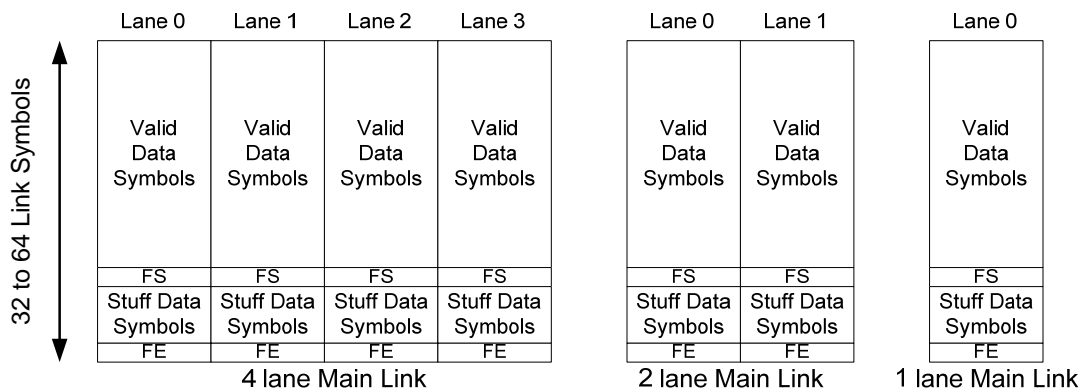 Lane 0 Lane 1 Lane 2 Lane 3 Lane 0 Lane 1 Lane 0
32 to 64 Link Symbols
Valid Valid Valid Valid Valid Valid Valid
Data Data Data Data Data Data Data
Symbols Symbols Symbols Symbols Symbols Symbols Symbols
FS FS FS FS FS FS FS
Stuff Data Stuff Data Stuff Data Stuff Data Stuff Data Stuff Data Stuff Data
Symbols Symbols Symbols Symbols Symbols Symbols Symbols
FE FE FE FE FE FE FE
4 lane Main Link 2 lane Main Link 1 lane Main Link